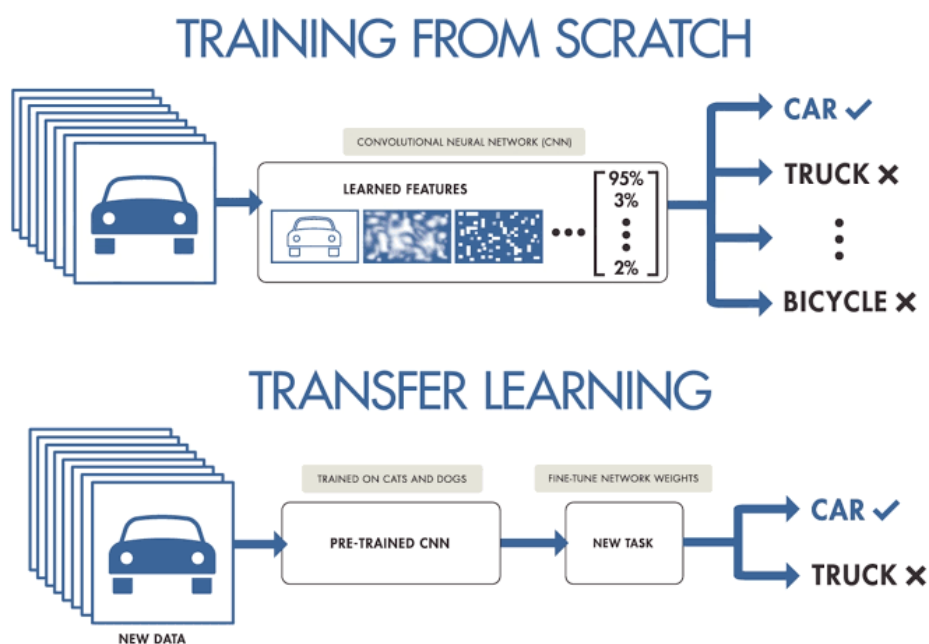 TRAINING FROM SCRATCH
CONVOLUTIONAL NEURAL NETWORK (CNN)
LEARNED FEATURES
95%
3%
2%
CAR
TRUCK
BICYCLE
TRANSFER LEARNING
NEW DATA
TRAINED ON CATS AND DOGS
PRE-TRAINED CNN
FINE-TUNE NETWORK WEIGHTS
NEW TASK
CAR
TRUCK